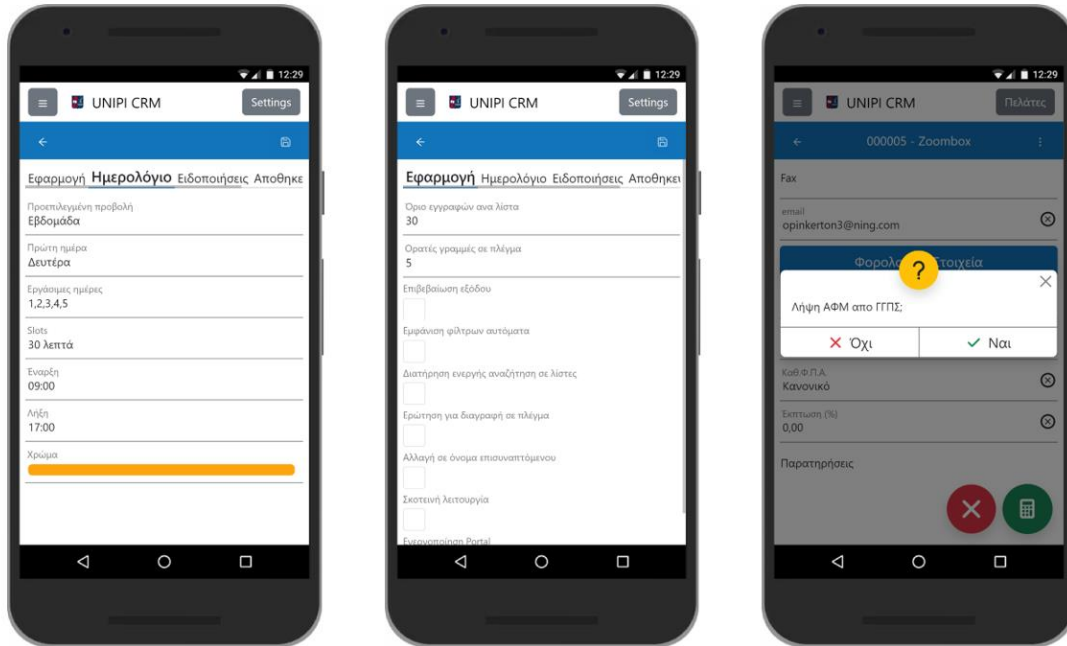 12:29
UNIPI CRM
Settings
Εφαρμογή Ημερολόγιο Ειδοποιήσεις Αποθηκε
Προεπιλεγμένη προβολή
Εβδομάδα
Πρώτη ημέρα
Δευτέρα
Εργάσιμες ημέρες
1,2,3,4,5
Slots
30 λεπτά
Έναρξη
09:00
Λήξη
17:00
Χρώμα
12:29
UNIPI CRM
Settings
Εφαρμογή Ημερολόγιο Ειδοποιήσεις Αποθηκευ
Όριο εγγραφών ανα λίστα
30
Ορατές γραμμές σε πλέγμα
5
Επιβεβαίωση εξόδου
Εμφάνιση φίλτρων αυτόματα
Διατήρηση ενεργής αναζήτηση σε λίστες
Ερώτηση για διαγραφή σε πλέγμα
Αλλαγή σε όνομα επισυναπτόμενου
Σκοτεινή λειτουργία
Ενεργοποίηση Portal
12:29
UNIPI CRM
Πελάτες
000005 - Zoombox
Fax
email
opinkerton3@ning.com
Στοιχεία
?
Λήψη ΑΦΜ απο ΓΓΠΣ;
Όχι
Ναι
Καθ.Φ.Π.Α.
Κανονικό
Έκπτωση (%)
0,00
Παρατηρήσεις